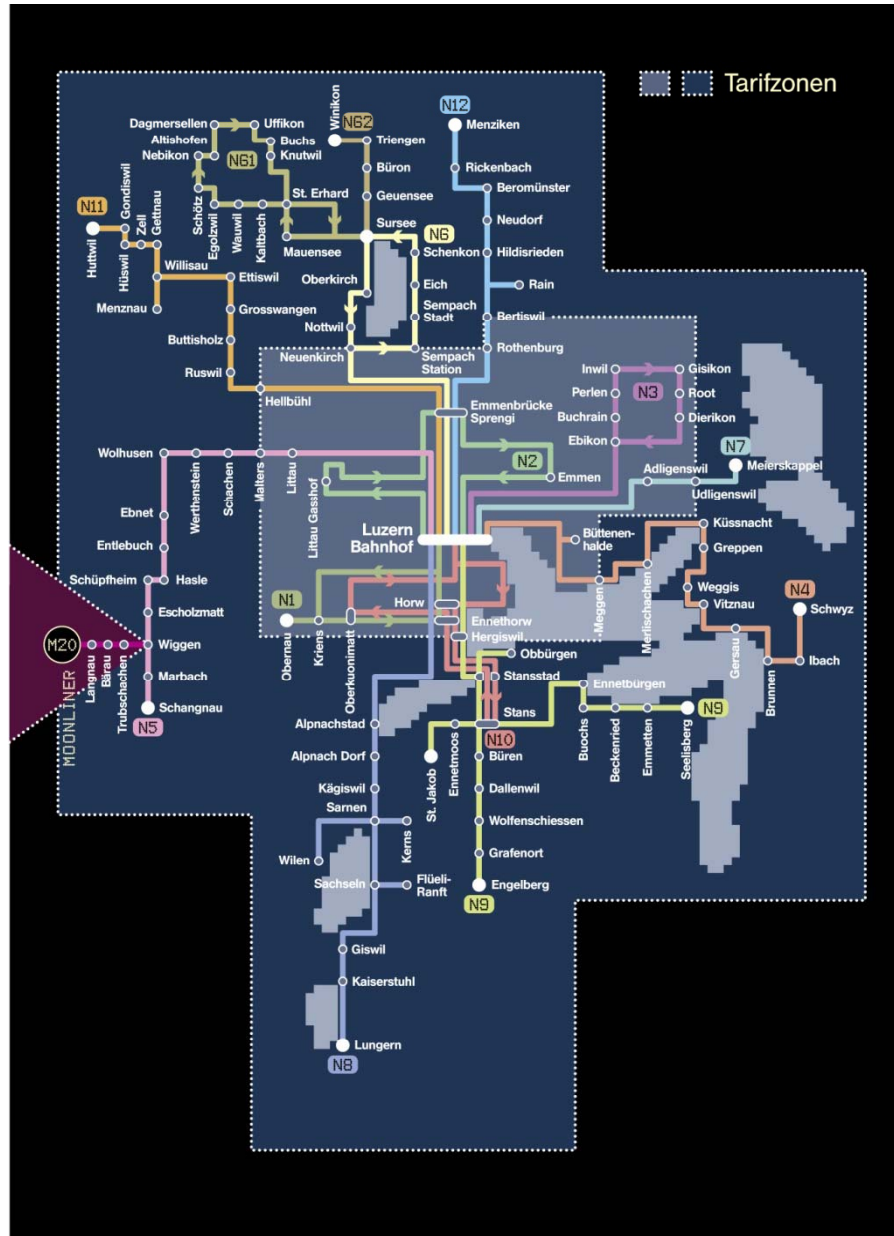 Tarifzonen
Winikon
N62
N12
Menziken
Dagmersellen
Uffikon
Altishofen
Buchs
Triengen
Nebikon
N61
Knutwil
Büron
Rickenbach
Geuensee
Beromünster
N11
Gondiswil
Zell
Gettnau
Schötz
Egolzwil
Wauwil
Kaltbach
St. Erhard
Sursee
N6
Neudorf
Mauensee
Schenkon
Hildisrieden
Huttwil
Hüswil
Willisau
Ettiswil
Oberkirch
Eich
Rain
Menznau
Grosswangen
Sempach
Stadt
Bertiswil
Nottwil
Buttisholz
Neuenkirch
Sempach
Station
Rothenburg
Ruswil
Inwil
Gisikon
Hellbühl
Perlen
N3
Root
Emmenbrücke
Sprengi
Buchrain
Dierikon
Ebikon
N7
Wolhusen
Werthenstein
Schachen
Malters
Littau
N2
Emmen
Adligenswil
Meierskappel
Udligenswil
Littau Gasshof
Ebnet
Luzern
Bahnhof
Büttenen-
halde
Küssnacht
Entlebuch
Greppen
Schüpfheim
Hasle
Meggen
Merlischachen
Weggis
N4
N1
Horw
Vitznau
Schwyz
Escholzmatt
Obernau
Kriens
Oberkuonimatt
Ennethorw
Hergiswil
Gersau
M20
Wiggen
Obbürgen
Brunnen
Ibach
MOONLINER
Langnau
Bärau
Trubschachen
Marbach
Stansstad
Ennetbürgen
Schangnau
N5
Alpnachstad
Stans
N9
N10
Buochs
Beckenried
Emmetten
Seelisberg
Alpnach Dorf
St. Jakob
Ennetmoos
Büren
Kägiswil
Dallenwil
Sarnen
Kerns
Wolfenschiessen
Wilen
Grafenort
Sachseln
Flüeli-
Ranft
Engelberg
N9
Giswil
Kaiserstuhl
Lungern
N8